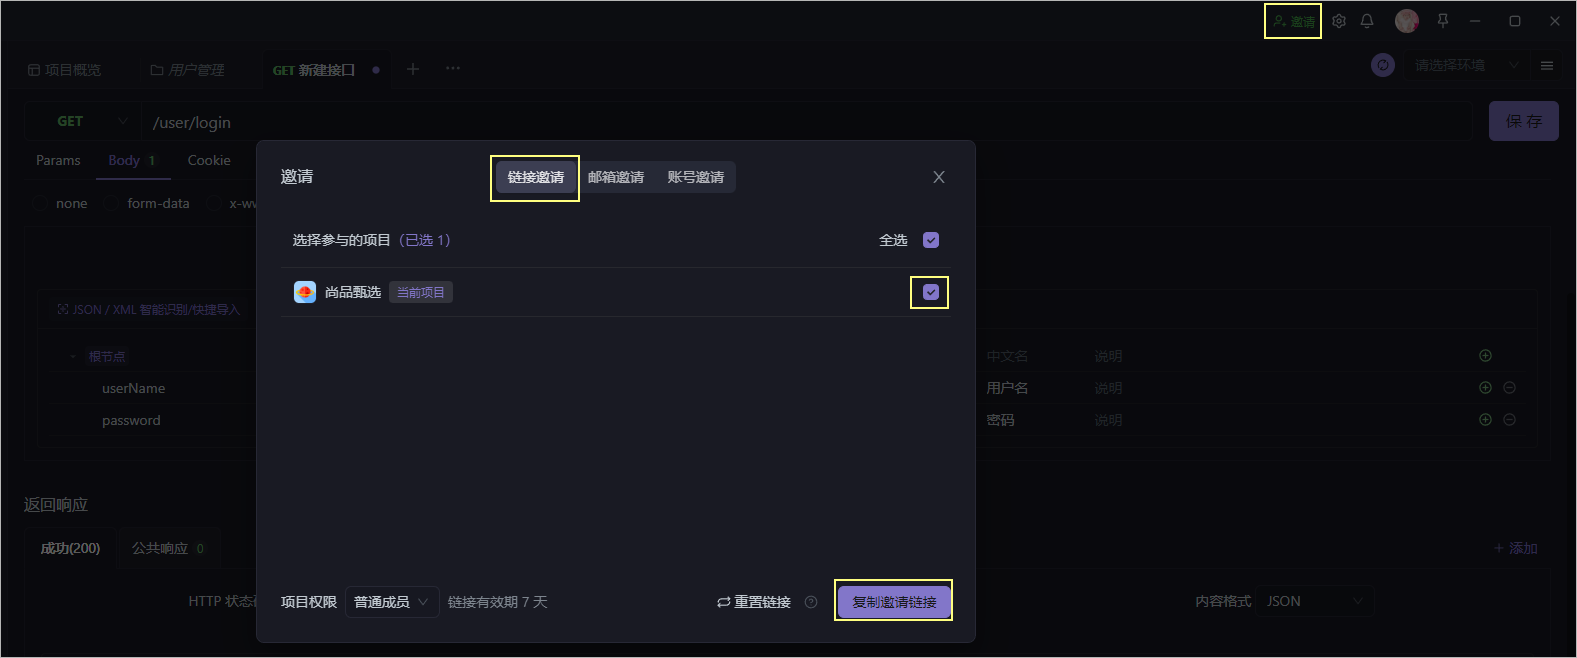 邀请
项目概览 用户管理 GET 新建接口 请选择环境
GET /user/login 保 存
Params Body 1 Cookie
none form-data x-w
邀请 链接邀请 邮箱邀请 账号邀请
选择参与的项目 (已选 1) 全选
尚品甄选 当前项目
JSON / XML 智能识别/快捷导入
根节点 中文名 说明
userName 用户名 说明
password 密码 说明
返回响应
成功(200) 公共响应 0 + 添加
HTTP 状态 内容格式 JSON
项目权限 普通成员 链接有效期 7 天 重置链接 复制邀请链接